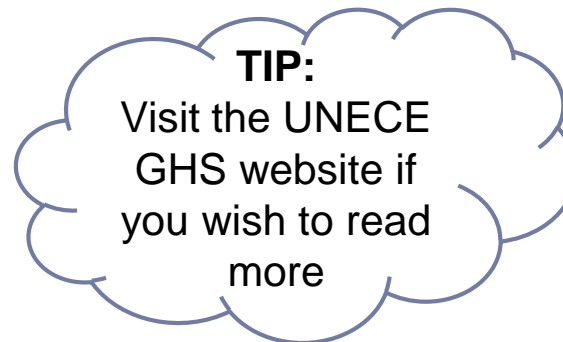 TIP:
Visit the UNECE
GHS website if
you wish to read
more